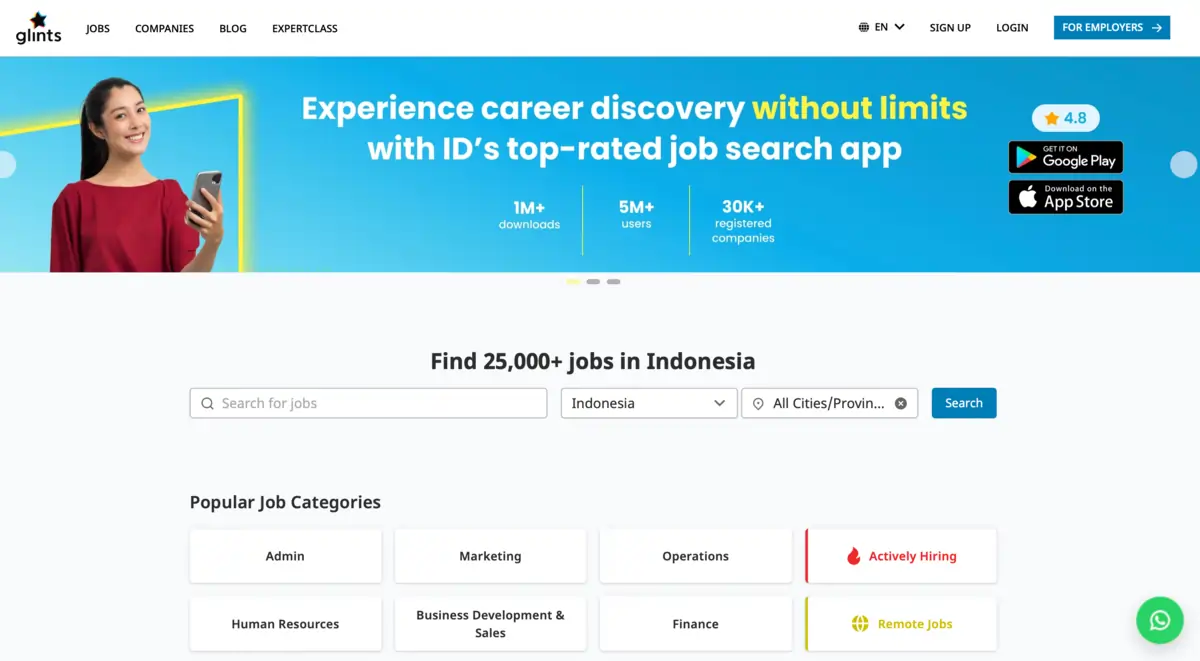 glints
JOBS
COMPANIES
BLOG
EXPERTCLASS
EN
SIGN UP
LOGIN
FOR EMPLOYERS
Experience career discovery without limits
with ID's top-rated job search app
1M+
downloads
5M+
users
30K+
registered
companies
4.8
GET IT ON
Google Play
Download on the
App Store
Find 25,000+ jobs in Indonesia
Search for jobs
Indonesia
All Cities/Provin...
Search
Popular Job Categories
Admin
Marketing
Operations
Actively Hiring
Human Resources
Business Development &
Sales
Finance
Remote Jobs